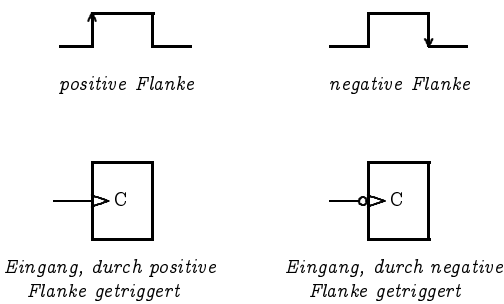 positive Flanke
negative Flanke
C
C
Eingang, durch positive
Flanke getriggert
Eingang, durch negative
Flanke getriggert